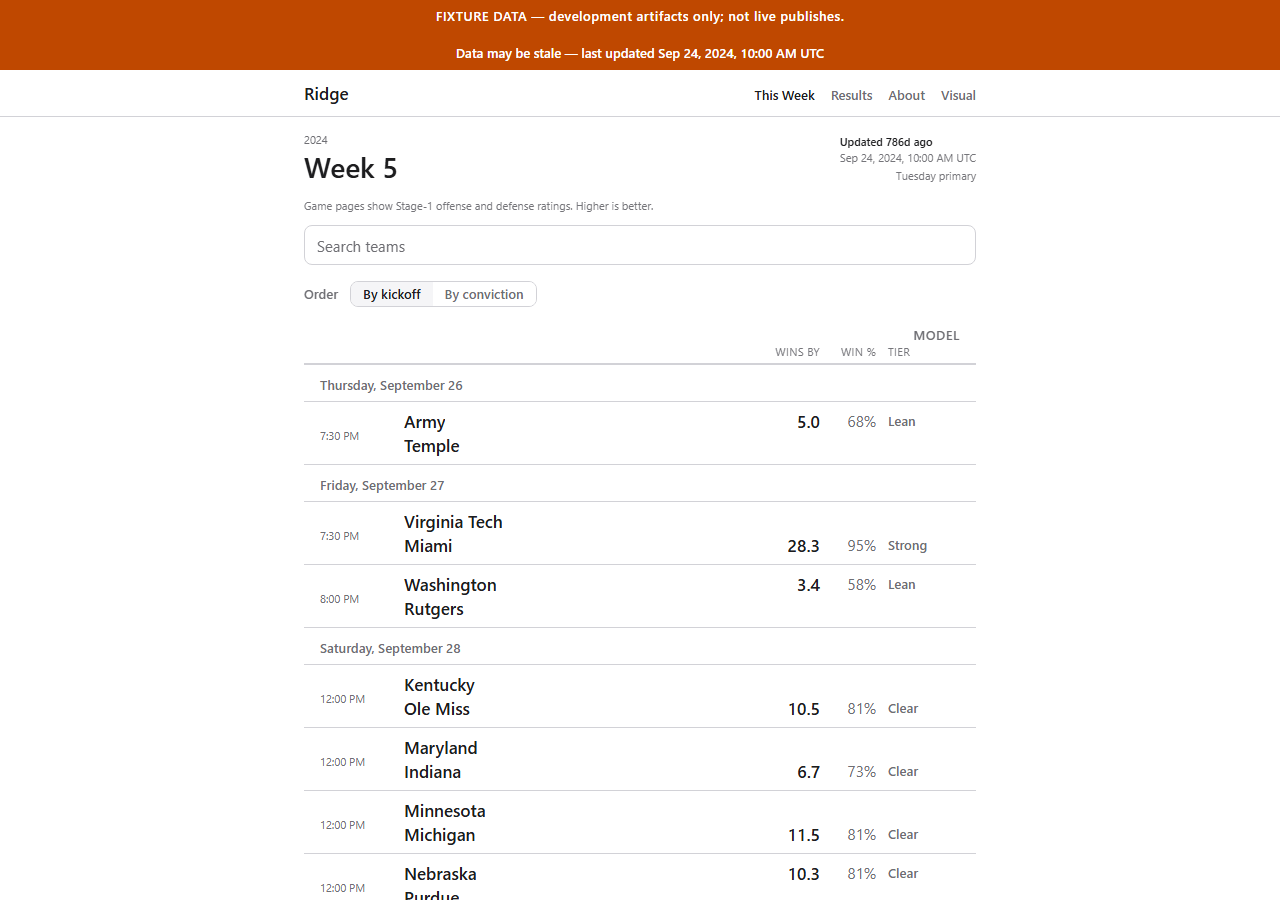 FIXTURE DATA — development artifacts only; not live publishes.
Data may be stale — last updated Sep 24, 2024, 10:00 AM UTC
Ridge This Week Results About Visual
2024
Week 5
Updated 786d ago
Sep 24, 2024, 10:00 AM UTC
Tuesday primary
Game pages show Stage-1 offense and defense ratings. Higher is better.
Search teams
Order By kickoff By conviction
MODEL
WINS BY WIN % TIER
Thursday, September 26
7:30 PM
Army 5.0 68% Lean
Temple
Friday, September 27
7:30 PM
Virginia Tech
Miami 28.3 95% Strong
8:00 PM
Washington 3.4 58% Lean
Rutgers
Saturday, September 28
12:00 PM
Kentucky
Ole Miss 10.5 81% Clear
12:00 PM
Maryland
Indiana 6.7 73% Clear
12:00 PM
Minnesota
Michigan 11.5 81% Clear
12:00 PM
Nebraska 10.3 81% Clear
Purdue